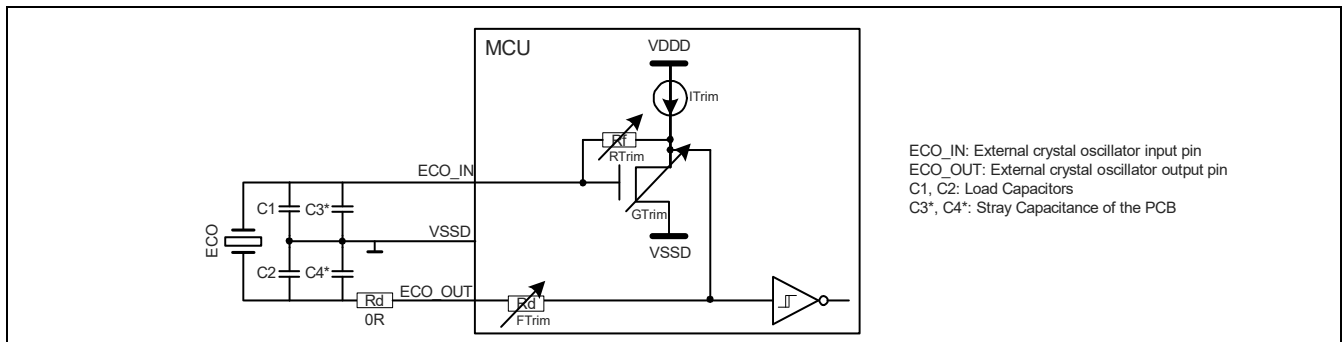 MCU
VDDD
ITrim
Rf
RTrim
ECO_IN
GTrim
C1
C3*
VSSD
VSSD
ECO
C2
C4*
ECO_OUT
Rd
0R
Rd
FTrim
ECO_IN: External crystal oscillator input pin
ECO_OUT: External crystal oscillator output pin
C1, C2: Load Capacitors
C3*, C4*: Stray Capacitance of the PCB